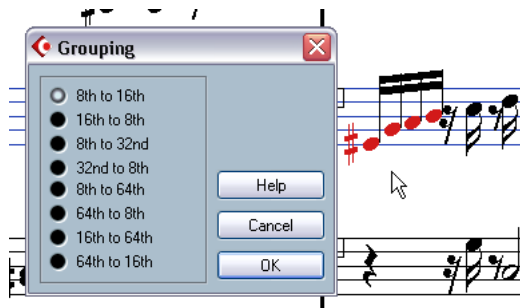 Grouping
8th to 16th
16th to 8th
8th to 32nd
32nd to 8th
8th to 64th
64th to 8th
16th to 64th
64th to 16th
Help
Cancel
OK